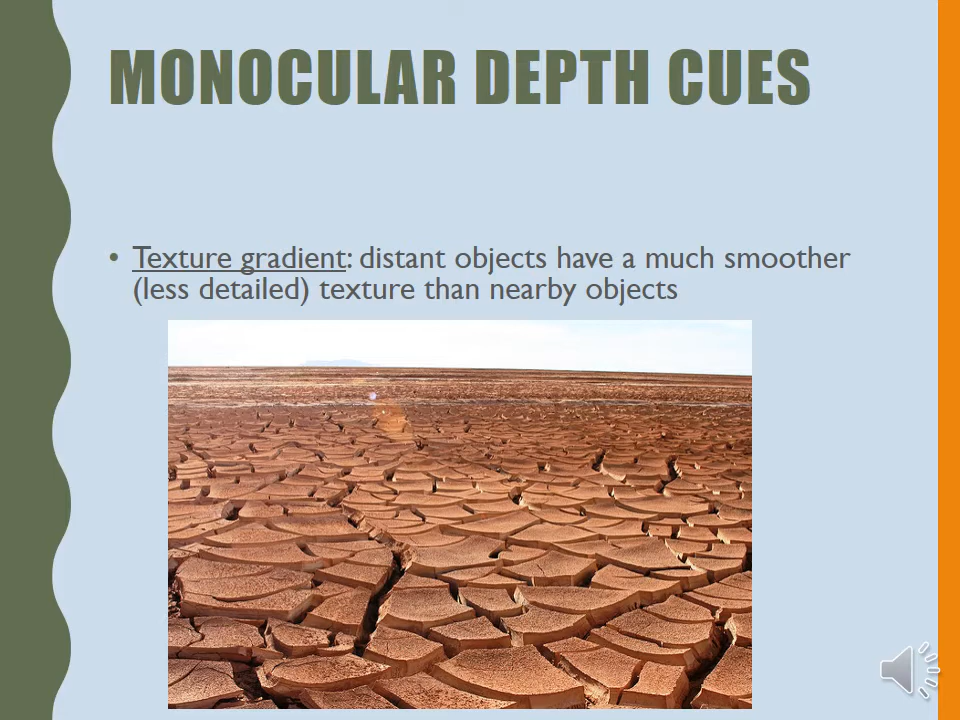 MONOCULAR DEPTH CUES
• Texture gradient: distant objects have a much smoother
(less detailed) texture than nearby objects